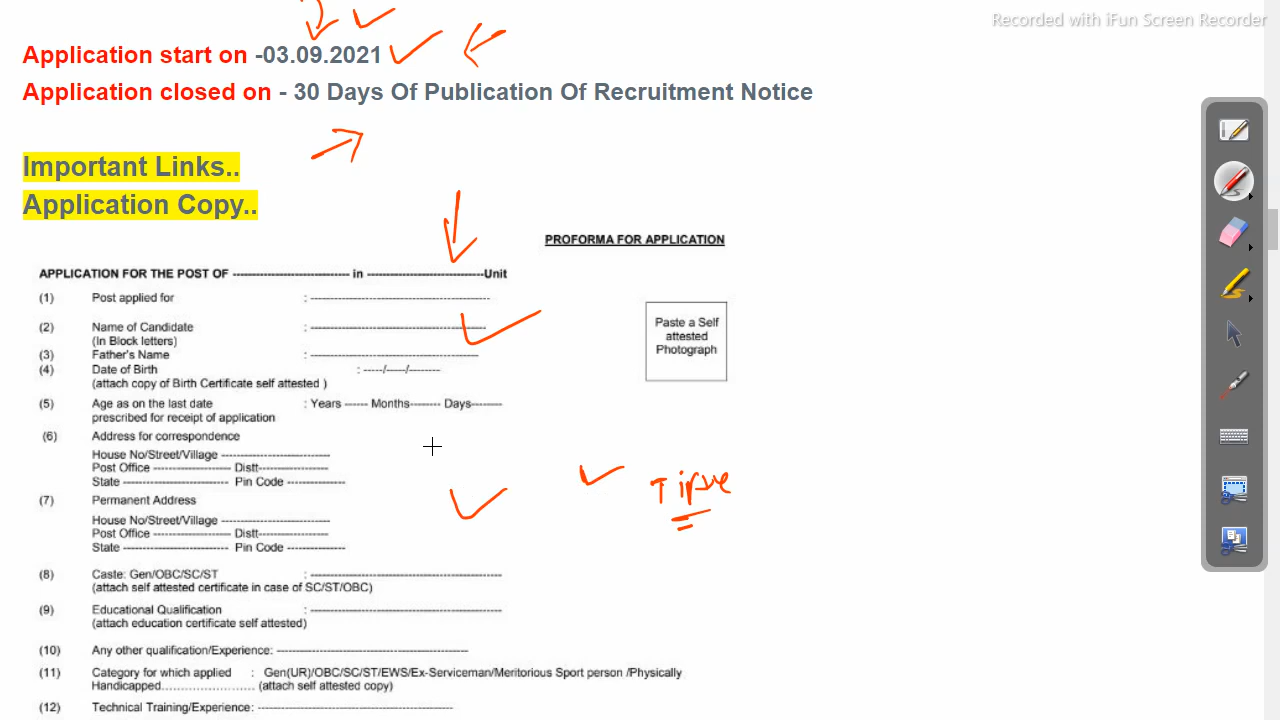 Recorded with iFun Screen Recorder
Application start on -03.09.2021
Application closed on - 30 Days Of Publication Of Recruitment Notice
Important Links..
Application Copy..
PROFORMA FOR APPLICATION
APPLICATION FOR THE POST OF ------------------------------ in ------------------------------Unit
(1) Post applied for : ----------------------------------------------
(2) Name of Candidate : ---------------------------------------------
(In Block letters)
(3) Father's Name : -------------------------------------------
(4) Date of Birth : -----/-----/--------
(attach copy of Birth Certificate self attested )
Paste a Self
attested
Photograph
(5) Age as on the last date : Years ------ Months-------- Days--------
prescribed for receipt of application
(6) Address for correspondence
House No/Street/Village ----------------------------
Post Office -------------------- Distt------------------
State --------------------------- Pin Code ---------------
(7) Permanent Address
House No/Street/Village ----------------------------
Post Office -------------------- Distt------------------
State --------------------------- Pin Code ---------------
(8) Caste: Gen/OBC/SC/ST : -------------------------------------------------
(attach self attested certificate in case of SC/ST/OBC)
(9) Educational Qualification : -------------------------------------------------
(attach education certificate self attested)
(10) Any other qualification/Experience: -------------------------------------------------
(11) Category for which applied : Gen(UR)/OBC/SC/ST/EWS/Ex-Serviceman/Meritorious Sport person /Physically
Handicapped........................ (attach self attested copy)
(12) Technical Training/Experience: --------------------------------------------------